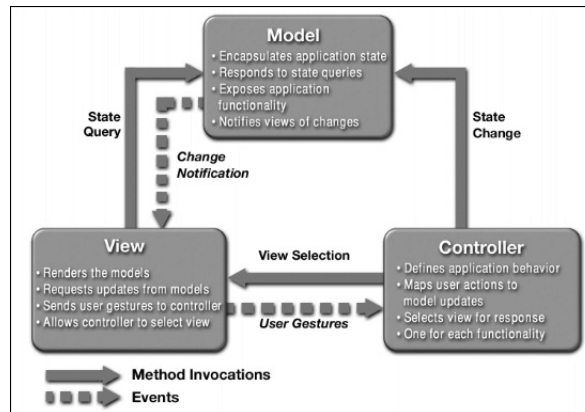 Model
• Encapsulates application state
• Responds to state queries
• Exposes application
functionality
• Notifies views of changes
State
Query
State
Change
Change
Notification
View
• Renders the models
• Requests updates from models
• Sends user gestures to controller
• Allows controller to select view
View Selection
User Gestures
Controller
• Defines application behavior
• Maps user actions to
model updates
• Selects view for response
• One for each functionality
Method Invocations
Events